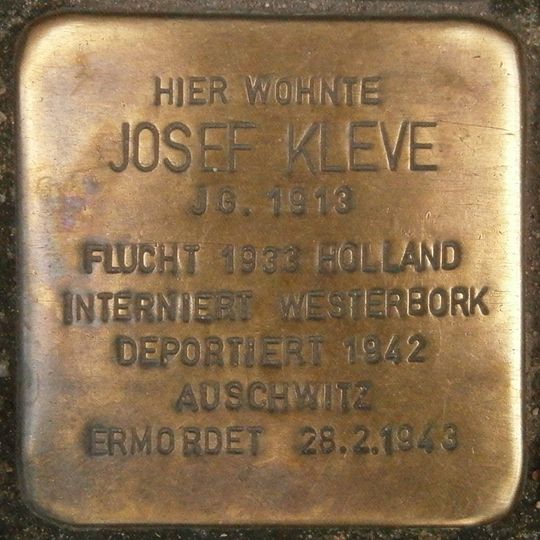 HIER WOHNTE
JOSEF KLEVE
JG. 1913
FLUCHT 1933 HOLLAND
INTERNIERT WESTERBORK
DEPORTIERT 1942
AUSCHWITZ
ERMORDET 28.2.1943